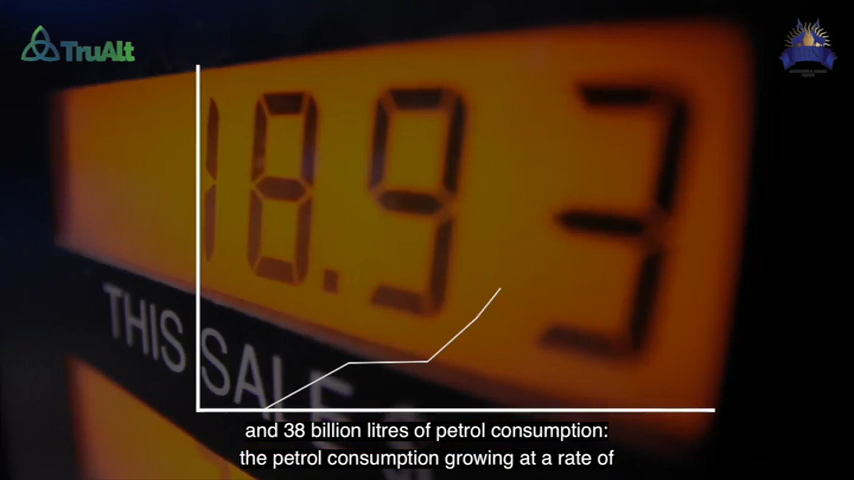 TruAlt
18.93
THIS SALE
and 38 billion litres of petrol consumption:
the petrol consumption growing at a rate of